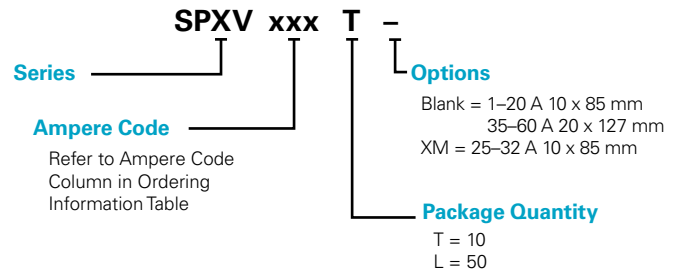 SPXV xxx T –
Series
Options
Blank = 1–20 A 10 x 85 mm
35–60 A 20 x 127 mm
XM = 25–32 A 10 x 85 mm
Ampere Code
Refer to Ampere Code
Column in Ordering
Information Table
Package Quantity
T = 10
L = 50